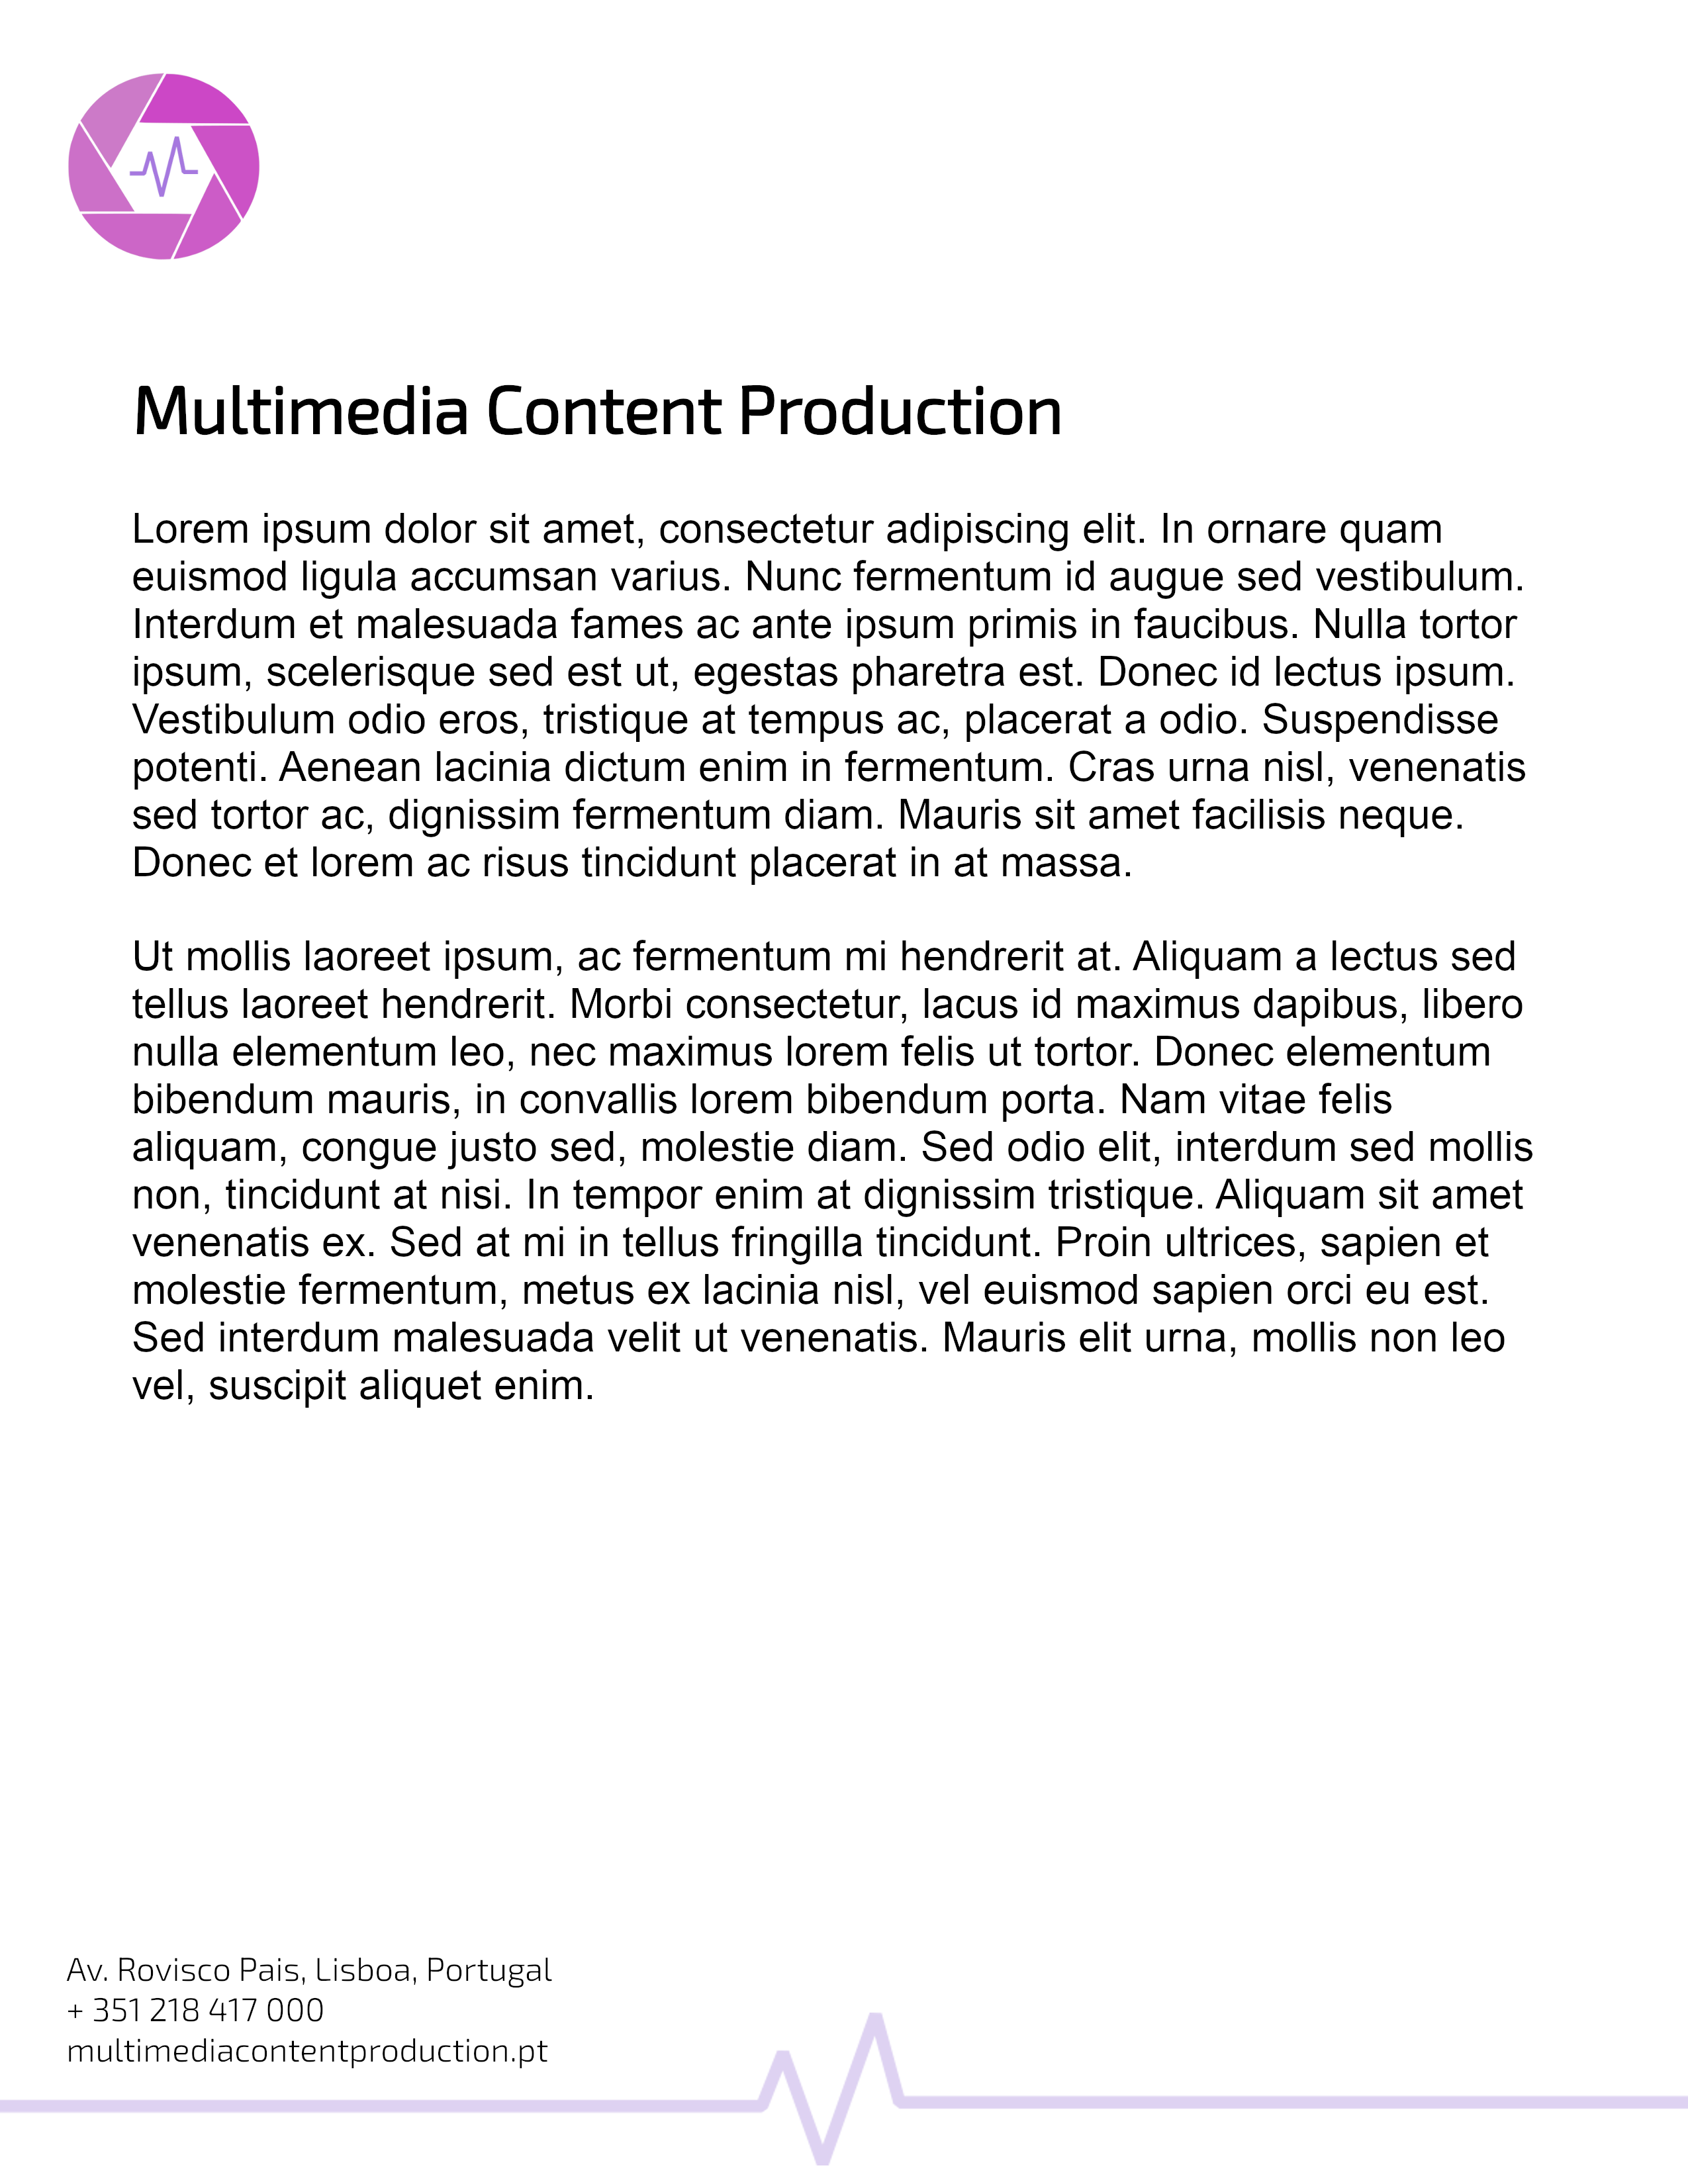 Multimedia Content Production
Lorem ipsum dolor sit amet, consectetur adipiscing elit. In ornare quam
euismod ligula accumsan varius. Nunc fermentum id augue sed vestibulum.
Interdum et malesuada fames ac ante ipsum primis in faucibus. Nulla tortor
ipsum, scelerisque sed est ut, egestas pharetra est. Donec id lectus ipsum.
Vestibulum odio eros, tristique at tempus ac, placerat a odio. Suspendisse
potenti. Aenean lacinia dictum enim in fermentum. Cras urna nisl, venenatis
sed tortor ac, dignissim fermentum diam. Mauris sit amet facilisis neque.
Donec et lorem ac risus tincidunt placerat in at massa.
Ut mollis laoreet ipsum, ac fermentum mi hendrerit at. Aliquam a lectus sed
tellus laoreet hendrerit. Morbi consectetur, lacus id maximus dapibus, libero
nulla elementum leo, nec maximus lorem felis ut tortor. Donec elementum
bibendum mauris, in convallis lorem bibendum porta. Nam vitae felis
aliquam, congue justo sed, molestie diam. Sed odio elit, interdum sed mollis
non, tincidunt at nisi. In tempor enim at dignissim tristique. Aliquam sit amet
venenatis ex. Sed at mi in tellus fringilla tincidunt. Proin ultrices, sapien et
molestie fermentum, metus ex lacinia nisl, vel euismod sapien orci eu est.
Sed interdum malesuada velit ut venenatis. Mauris elit urna, mollis non leo
vel, suscipit aliquet enim.
Av. Rovisco Pais, Lisboa, Portugal
+ 351 218 417 000
multimediacontentproduction.pt